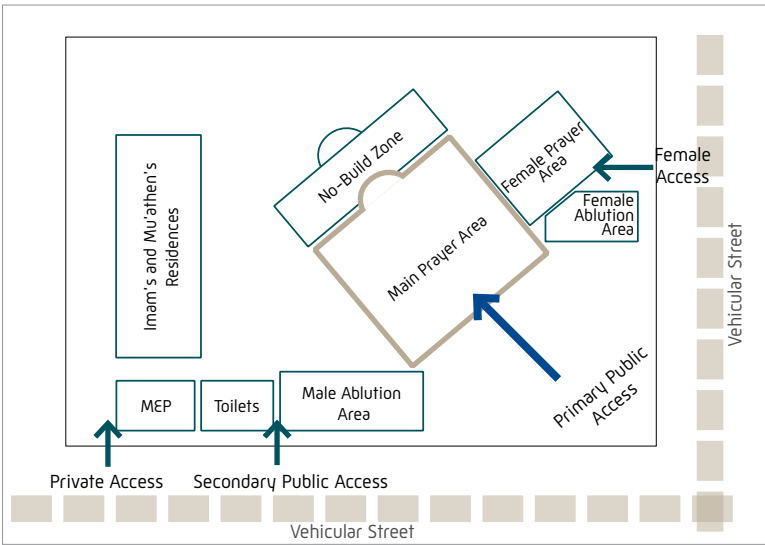 No-Build Zone
Female Prayer
Area
Female
Access
Female
Ablution
Area
Imam's and Mu'athen's
Residences
Main Prayer Area
Vehicular Street
Primary Public
Access
MEP
Toilets
Male Ablution
Area
Private Access
Secondary Public Access
Vehicular Street